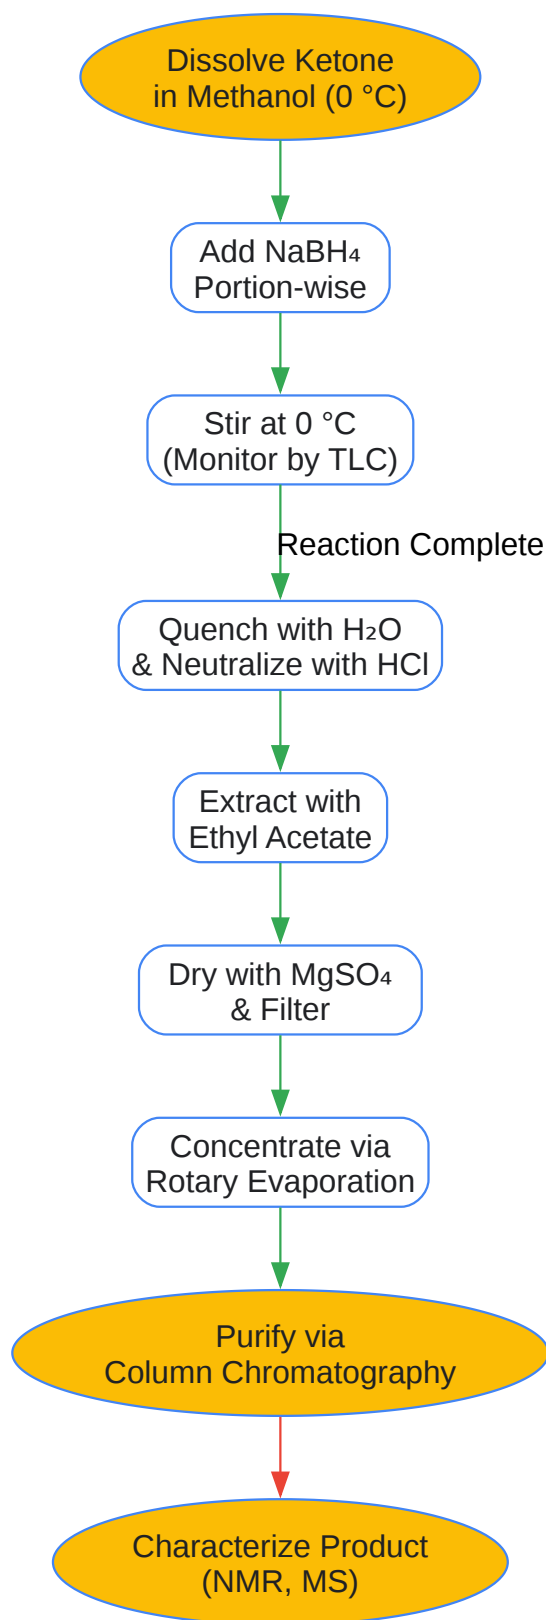 Dissolve Ketone
in Methanol (0 °C)
Add NaBH₄
Portion-wise
Stir at 0 °C
(Monitor by TLC)
Reaction Complete
Quench with H₂O
& Neutralize with HCl
Extract with
Ethyl Acetate
Dry with MgSO₄
& Filter
Concentrate via
Rotary Evaporation
Purify via
Column Chromatography
Characterize Product
(NMR, MS)